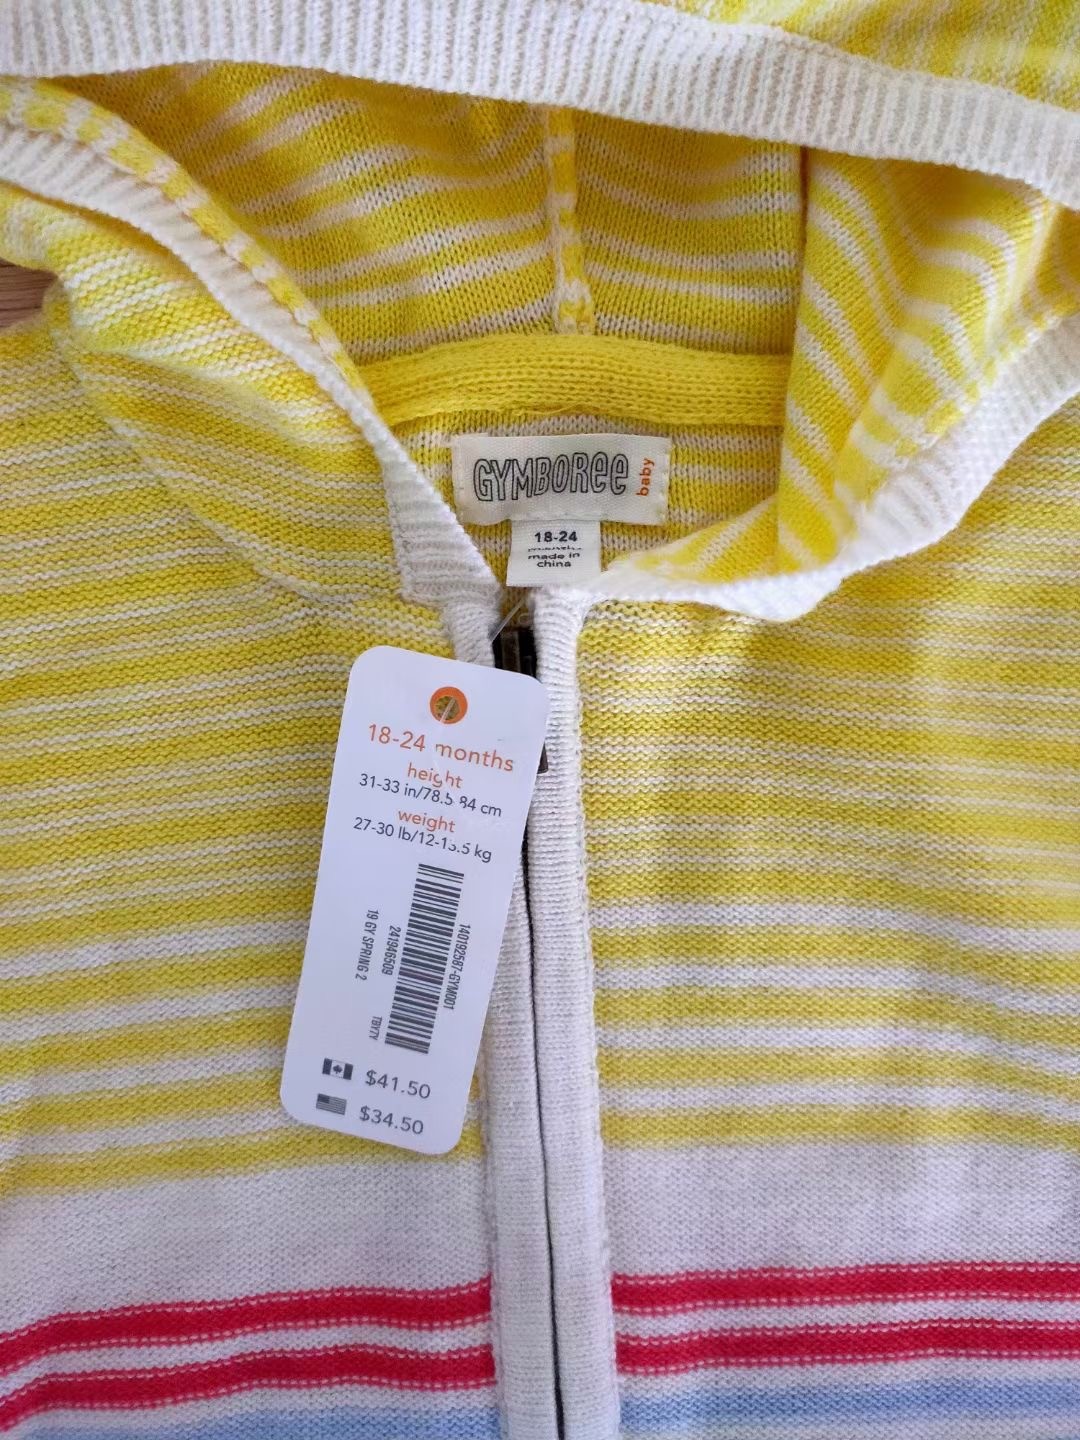 GYMBOREE baby
18-24
made in
china
18-24 months
height
31-33 in/78.5-84 cm
weight
27-30 lb/12-13.5 kg
140192587-GYM001
241946509
19 GY SPRING 2
$41.50
$34.50